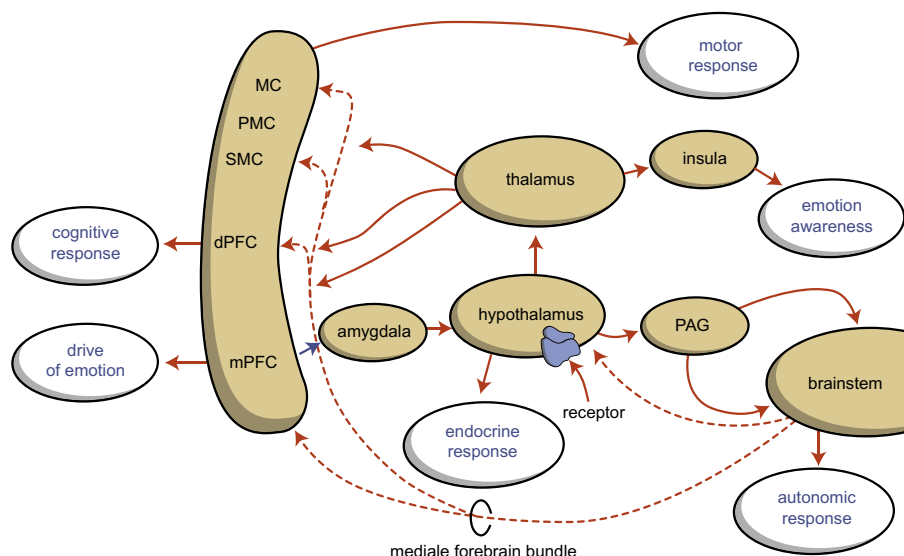 motor
response
MC
PMC
SMC
dPFC
mPFC
thalamus
insula
emotion
awareness
cognitive
response
drive
of emotion
amygdala
hypothalamus
PAG
brainstem
receptor
endocrine
response
autonomic
response
mediale forebrain bundle